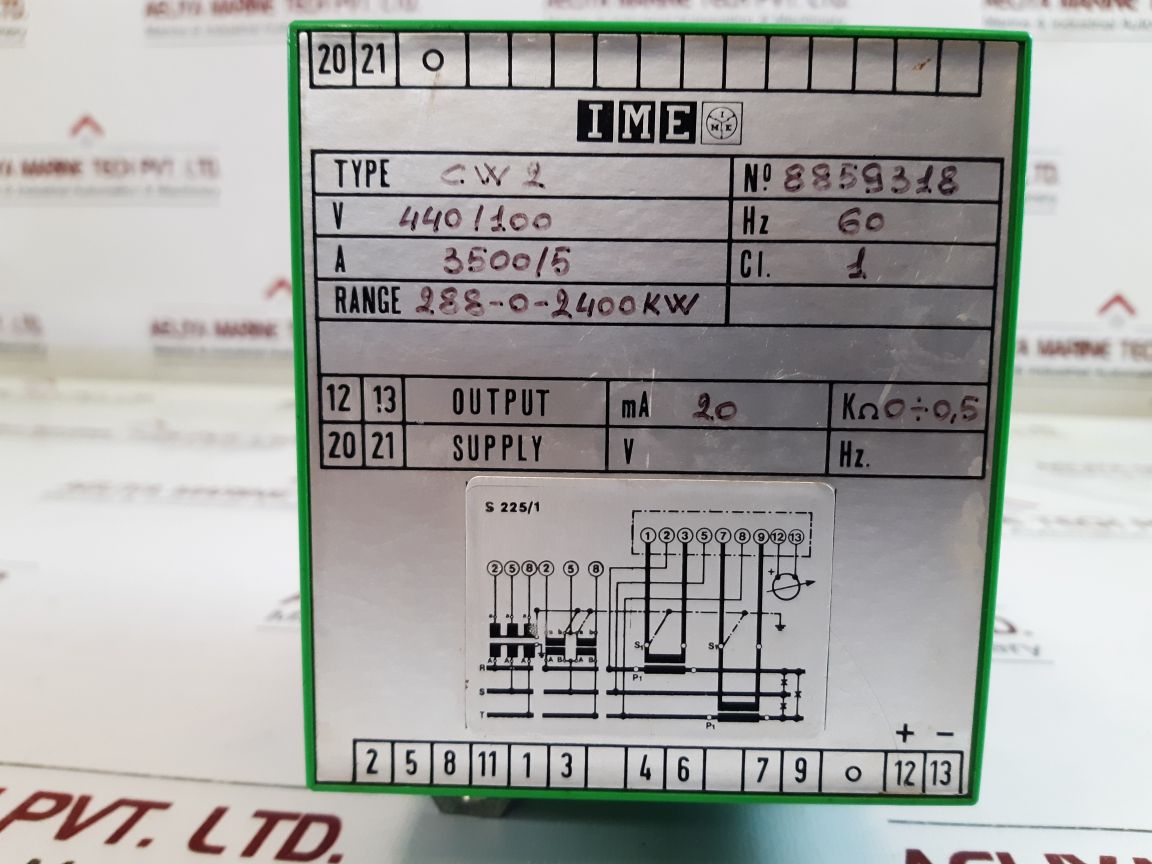 20 21 O
IME
TYPE CW2 Nº 8859318
V 440/100 Hz 60
A 3500/5 Cl. 1
RANGE 288-0-2400KW
12 13 OUTPUT mA 20 KΩ 0÷0,5
20 21 SUPPLY V Hz.
S 225/1
1 2 3 5 7 8 9 12 13
2 5 8 2 5 8
+
S1 S1
R
P1
S
T
P1
+ −
2 5 8 11 1 3 4 6 7 9 O 12 13
PVT. LTD.